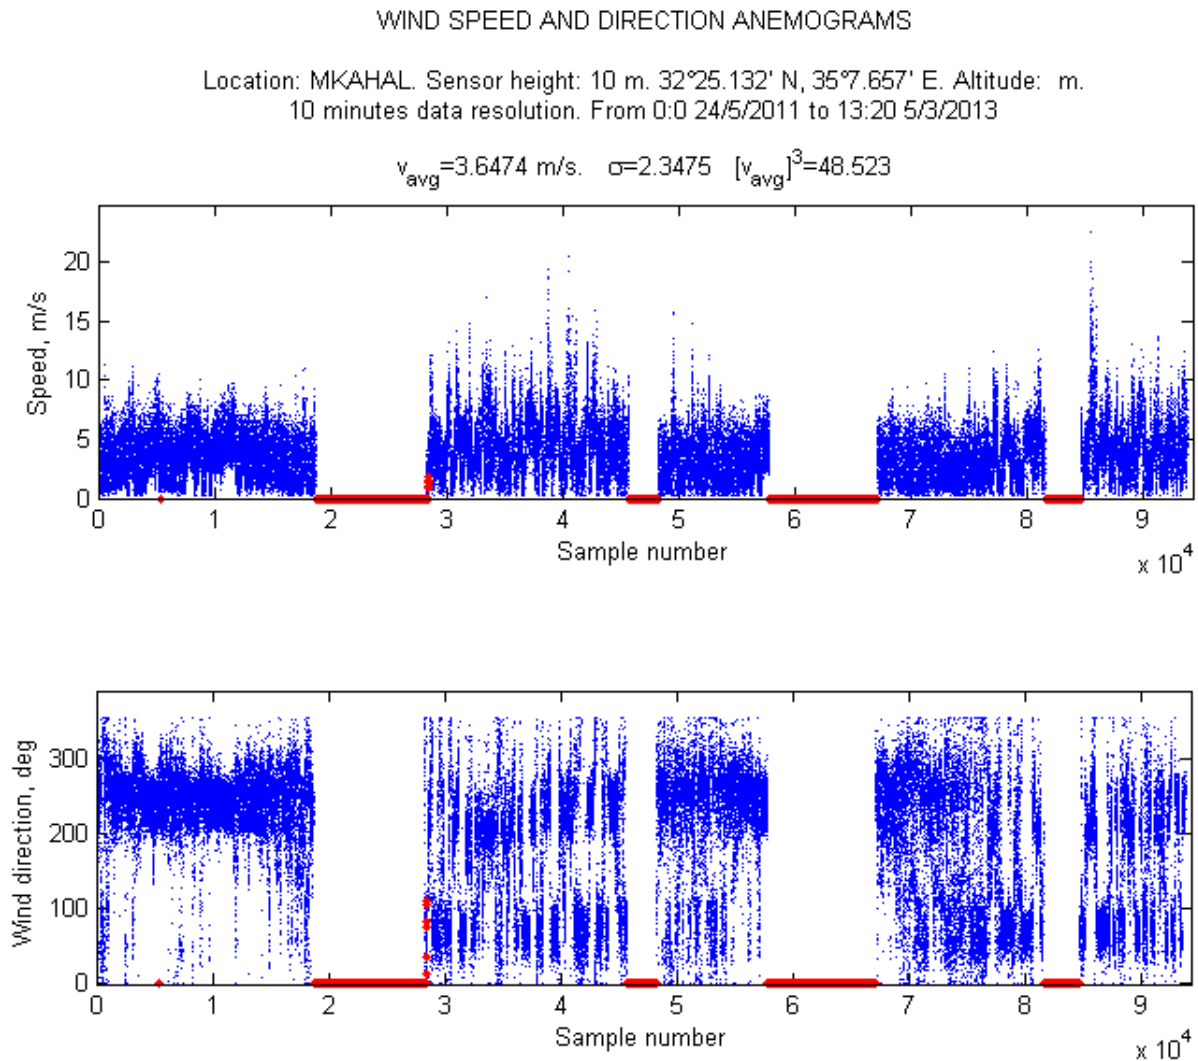 WIND SPEED AND DIRECTION ANEMOGRAMS
Location: MKAHAL. Sensor height: 10 m. 32°25.132' N, 35°7.657' E. Altitude:  m.
10 minutes data resolution. From 0:0 24/5/2011 to 13:20 5/3/2013
v_avg=3.6474 m/s.   σ=2.3475   [v_avg]^3=48.523
Speed, m/s
20
15
10
5
0
0 1 2 3 4 5 6 7 8 9
Sample number
x 10^4
Wind direction, deg
300
200
100
0
0 1 2 3 4 5 6 7 8 9
Sample number
x 10^4